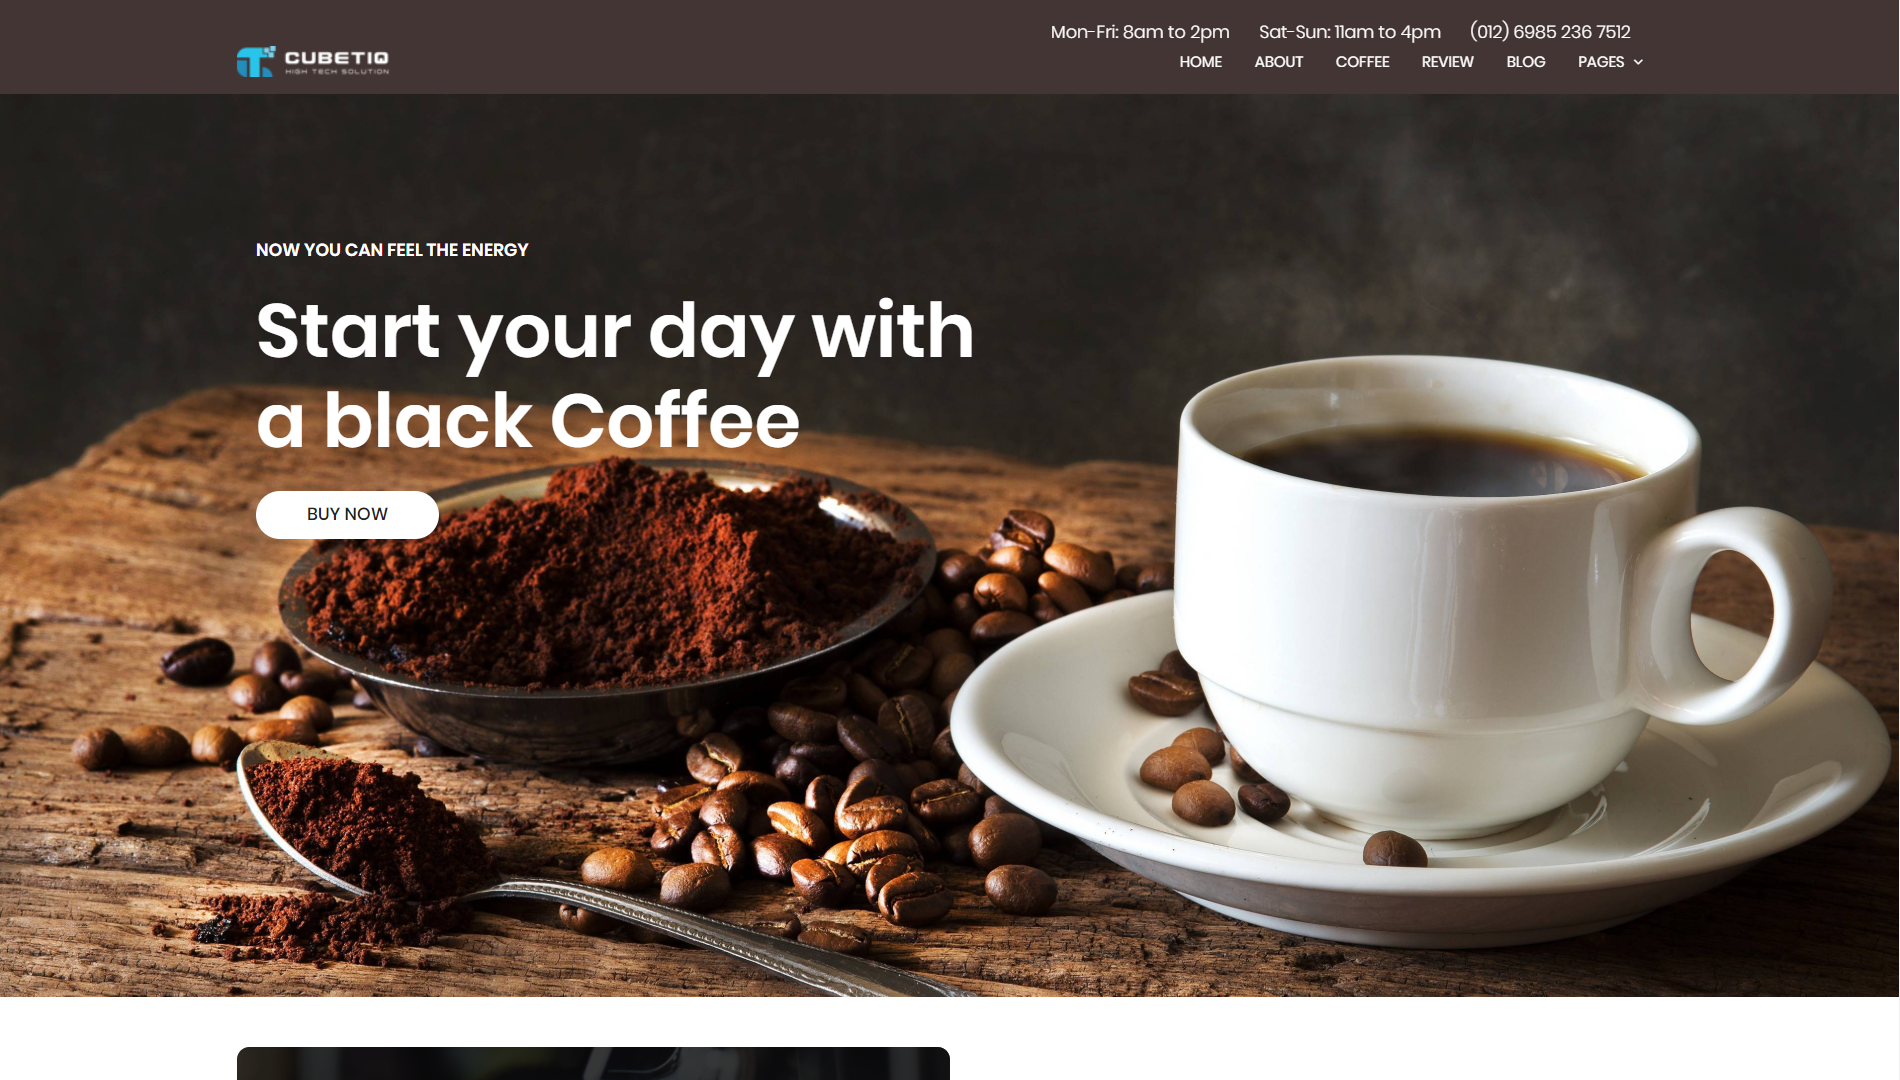 Mon-Fri: 8am to 2pm Sat-Sun: 11am to 4pm (012) 6985 236 7512
CUBETIQ
HIGH TECH SOLUTION
HOME ABOUT COFFEE REVIEW BLOG PAGES
NOW YOU CAN FEEL THE ENERGY
Start your day with
a black Coffee
BUY NOW